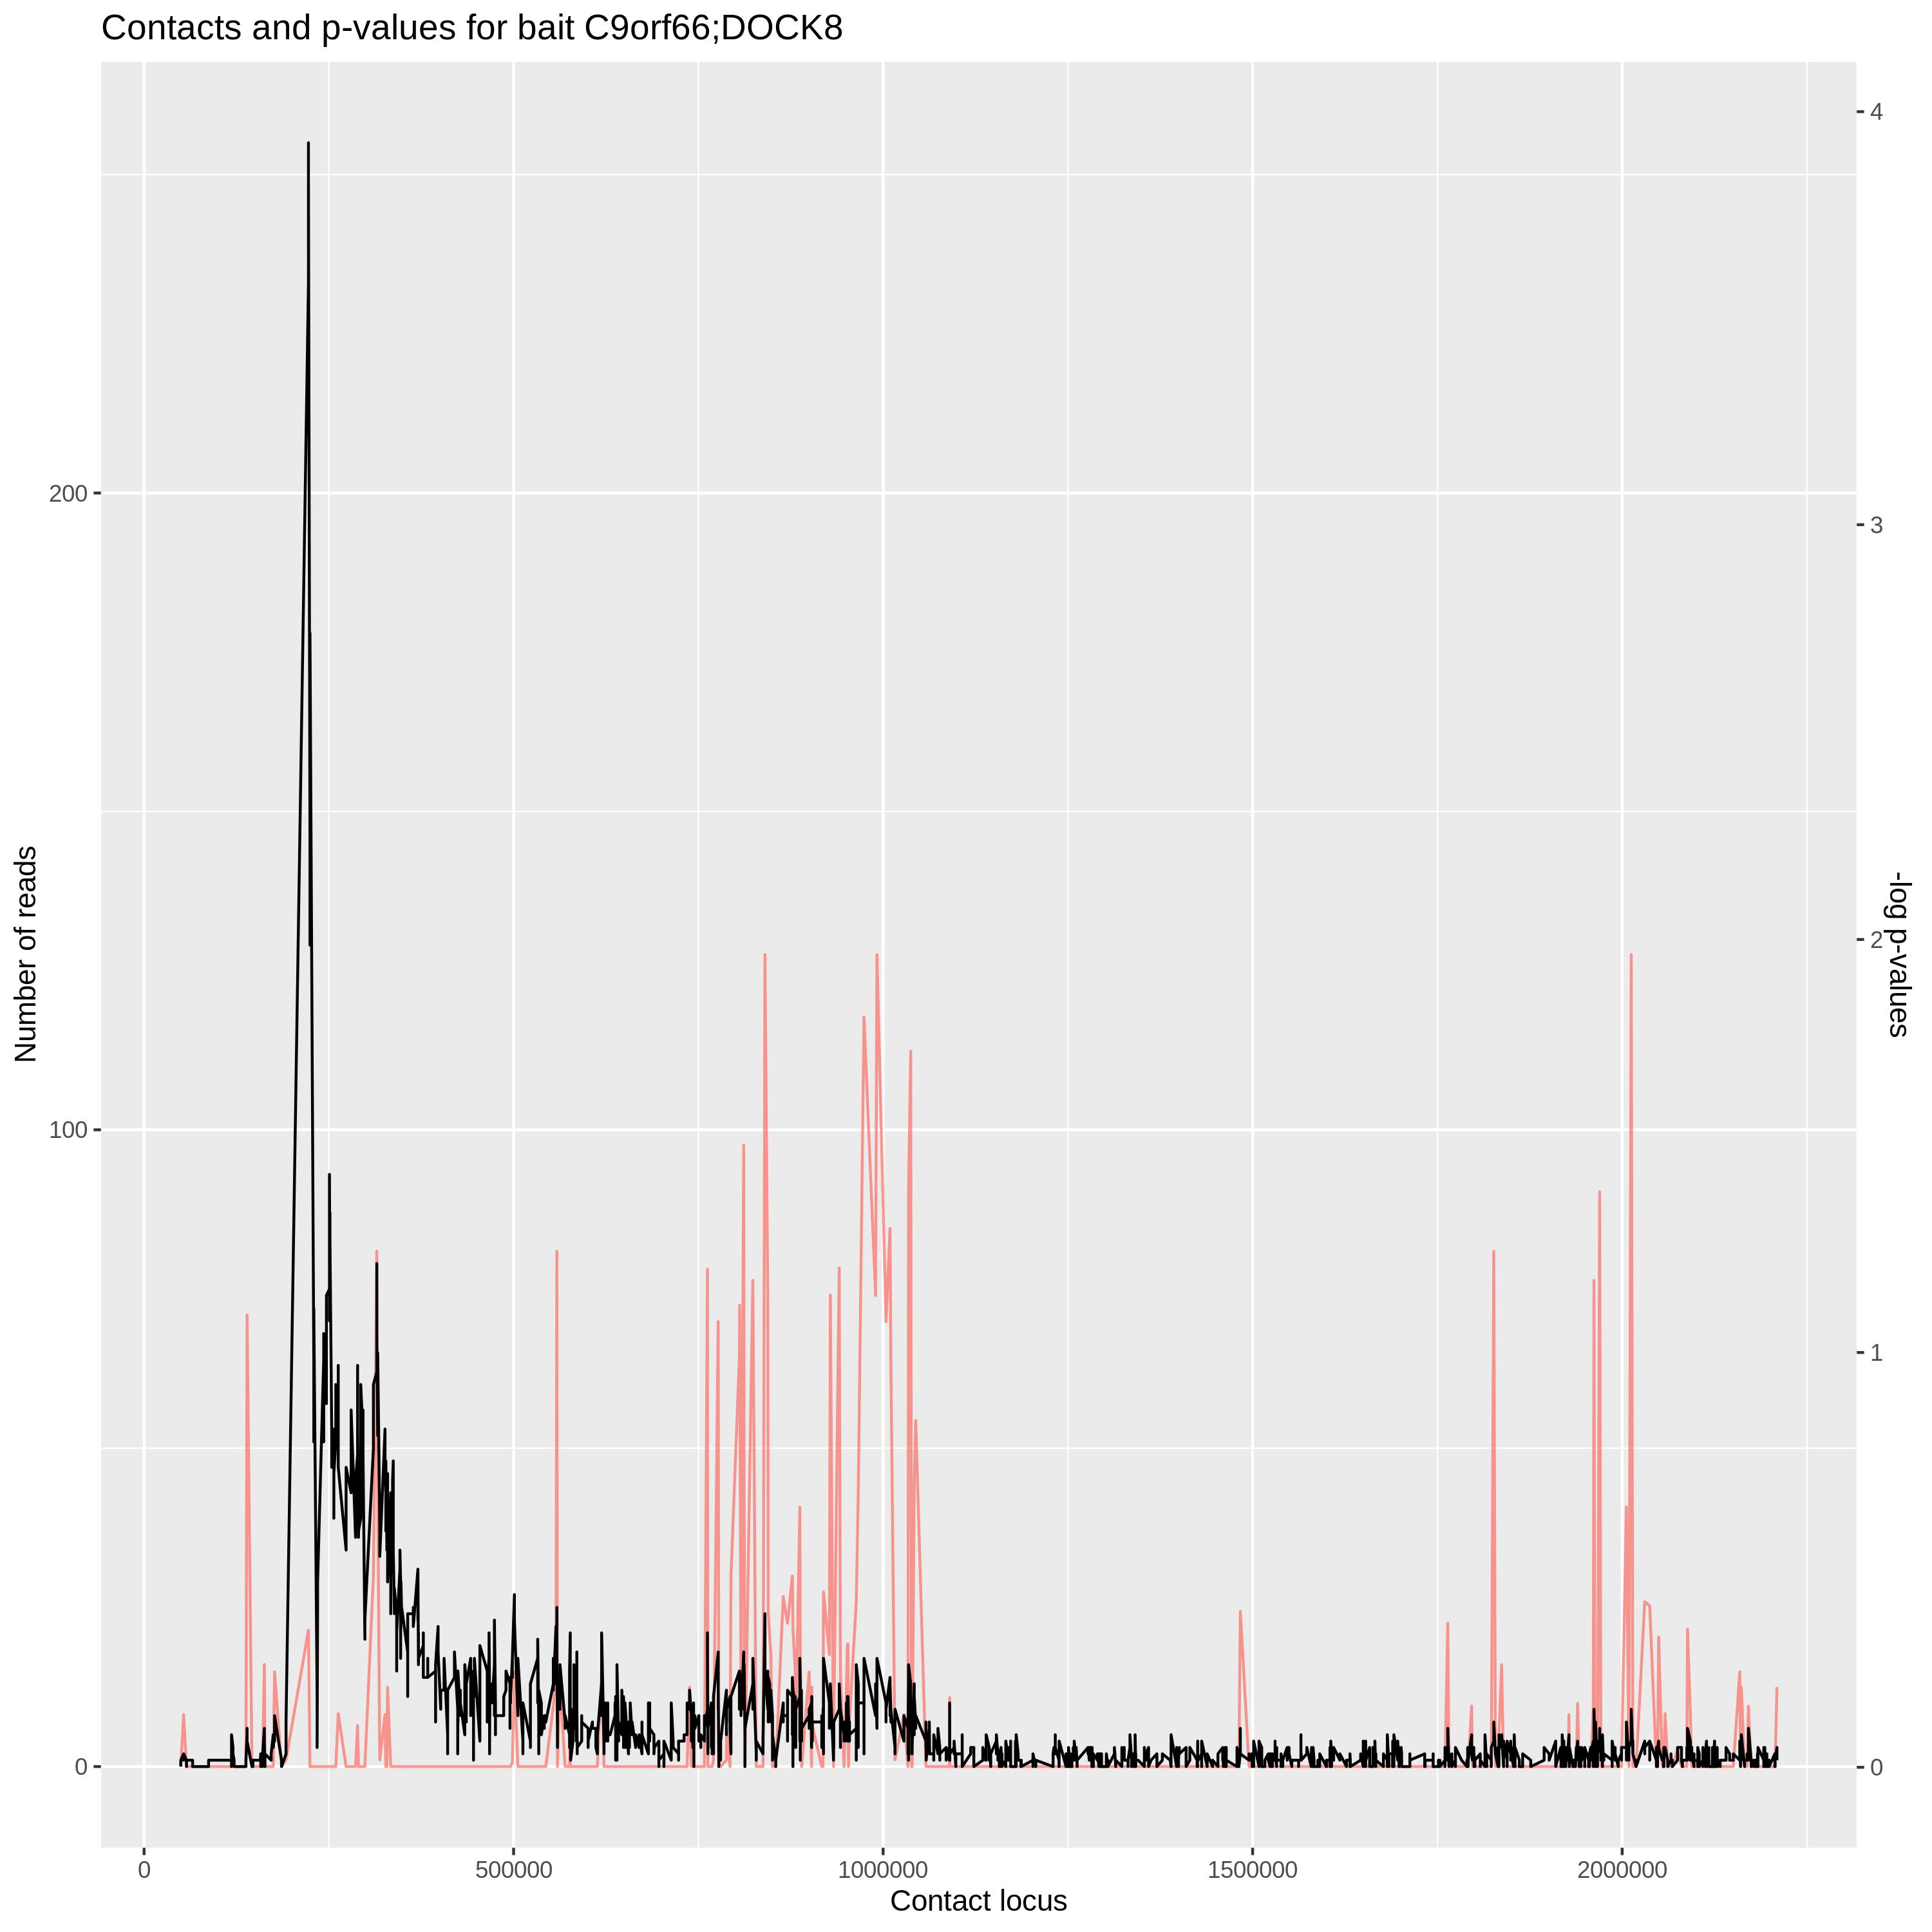 Contacts and p-values for bait C9orf66;DOCK8
Number of reads
200
100
0
4
3
2
1
0
-log p-values
0 500000 1000000 1500000 2000000
Contact locus